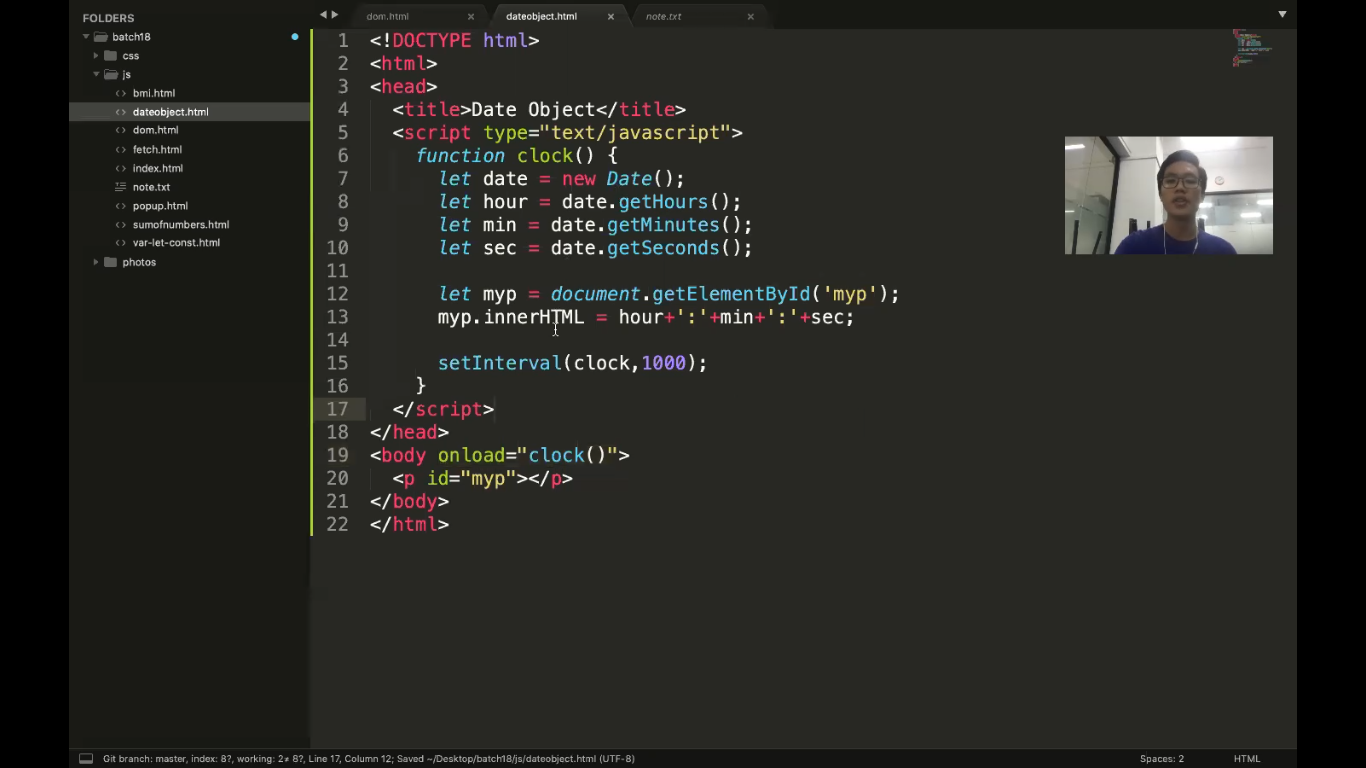 FOLDERS
batch18
css
js
bmi.html
dateobject.html
dom.html
fetch.html
index.html
note.txt
popup.html
sumofnumbers.html
var-let-const.html
photos
dom.html × dateobject.html × note.txt ×
1 <!DOCTYPE html>
2 <html>
3 <head>
4 <title>Date Object</title>
5 <script type="text/javascript">
6 function clock() {
7 let date = new Date();
8 let hour = date.getHours();
9 let min = date.getMinutes();
10 let sec = date.getSeconds();
11
12 let myp = document.getElementById('myp');
13 myp.innerHTML = hour+':'+min+':'+sec;
14
15 setInterval(clock,1000);
16 }
17 </script>
18 </head>
19 <body onload="clock()">
20 <p id="myp"></p>
21 </body>
22 </html>
Git branch: master, index: 8?, working: 2≠ 8?, Line 17, Column 12; Saved ~/Desktop/batch18/js/dateobject.html (UTF-8) Spaces: 2 HTML